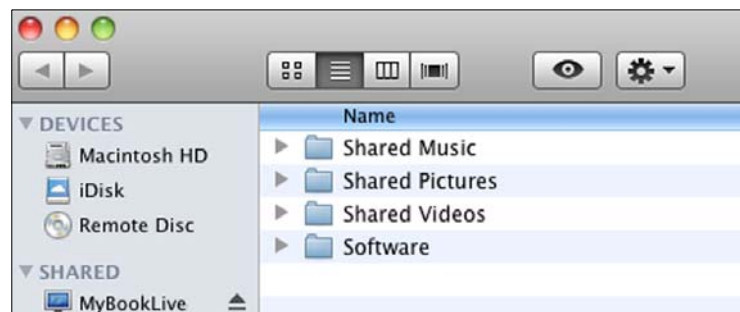 Name
DEVICES
Macintosh HD
iDisk
Remote Disc
SHARED
MyBookLive
Shared Music
Shared Pictures
Shared Videos
Software